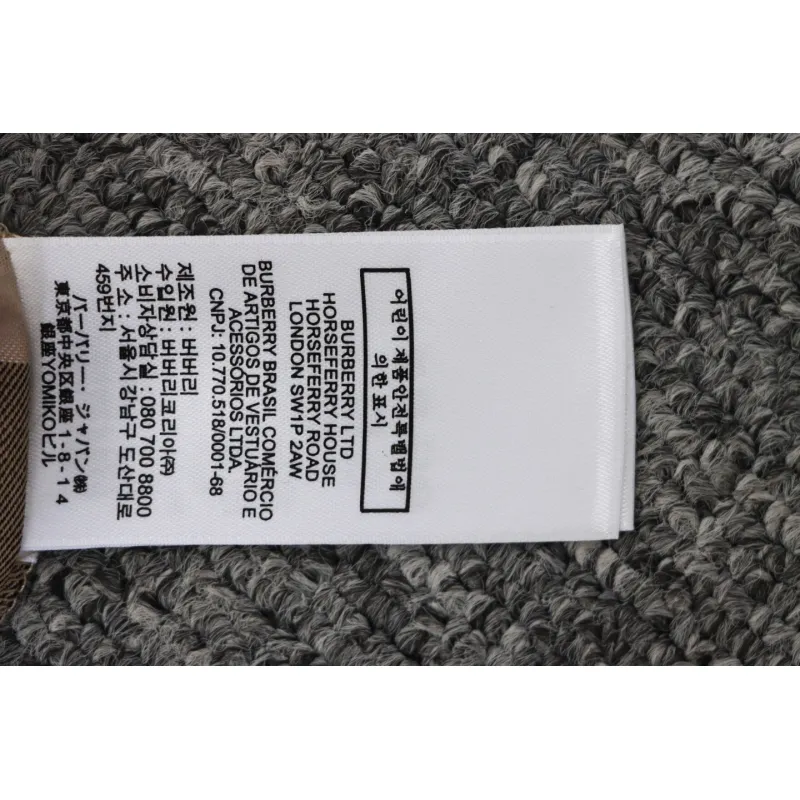 어린이 제품안전특별법에
의한 표시
BURBERRY LTD
HORSEFERRY HOUSE
HORSEFERRY ROAD
LONDON SW1P 2AW
BURBERRY BRASIL COMÉRCIO
DE ARTIGOS DE VESTUÁRIO E
ACESSORIOS LTDA.
CNPJ: 10.770.518/0001-68
제조원 : 버버리
수입원 : 버버리코리아(주)
소비자상담실 : 080 700 8800
주 소 : 서울시 강남구 도산대로
459번지
バーバリー・ジャパン㈱
東京都中央区銀座 1-8-14
銀座YOMIKOビル